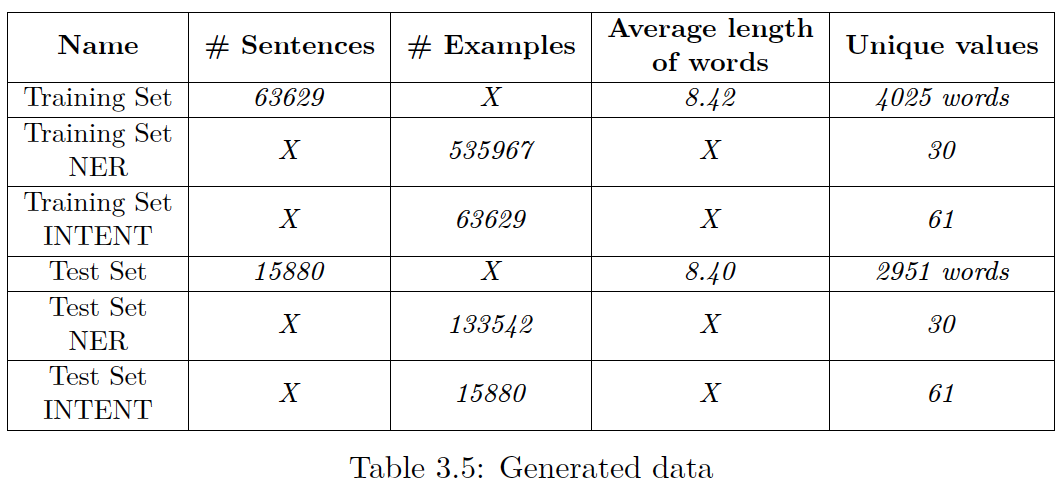 Name # Sentences # Examples Average length of words Unique values
Training Set 63629 X 8.42 4025 words
Training Set NER X 535967 X 30
Training Set INTENT X 63629 X 61
Test Set 15880 X 8.40 2951 words
Test Set NER X 133542 X 30
Test Set INTENT X 15880 X 61
Table 3.5: Generated data